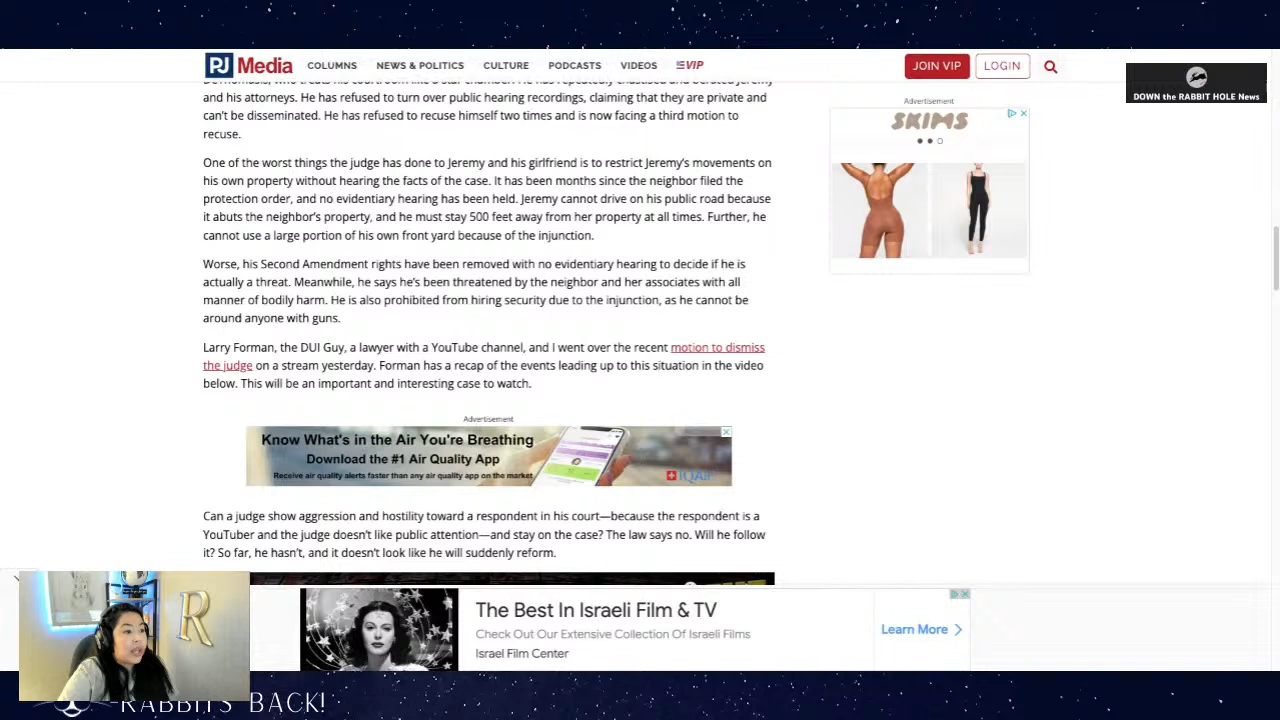 PJ Media
COLUMNS
NEWS & POLITICS
CULTURE
PODCASTS
VIDEOS
VIP
JOIN VIP
LOGIN
DOWN the RABBIT HOLE News
and his attorneys. He has refused to turn over public hearing recordings, claiming that they are private and
can't be disseminated. He has refused to recuse himself two times and is now facing a third motion to
recuse.
One of the worst things the judge has done to Jeremy and his girlfriend is to restrict Jeremy's movements on
his own property without hearing the facts of the case. It has been months since the neighbor filed the
protection order, and no evidentiary hearing has been held. Jeremy cannot drive on his public road because
it abuts the neighbor's property, and he must stay 500 feet away from her property at all times. Further, he
cannot use a large portion of his own front yard because of the injunction.
Worse, his Second Amendment rights have been removed with no evidentiary hearing to decide if he is
actually a threat. Meanwhile, he says he's been threatened by the neighbor and her associates with all
manner of bodily harm. He is also prohibited from hiring security due to the injunction, as he cannot be
around anyone with guns.
Larry Forman, the DUI Guy, a lawyer with a YouTube channel, and I went over the recent motion to dismiss
the judge on a stream yesterday. Forman has a recap of the events leading up to this situation in the video
below. This will be an important and interesting case to watch.
Advertisement
SKIMS
Advertisement
Know What's in the Air You're Breathing
Download the #1 Air Quality App
Receive air quality alerts faster than any air quality app on the market
IQAir
Can a judge show aggression and hostility toward a respondent in his court—because the respondent is a
YouTuber and the judge doesn't like public attention—and stay on the case? The law says no. Will he follow
it? So far, he hasn't, and it doesn't look like he will suddenly reform.
The Best In Israeli Film & TV
Check Out Our Extensive Collection Of Israeli Films
Israel Film Center
Learn More
R
RABBITS BACK!